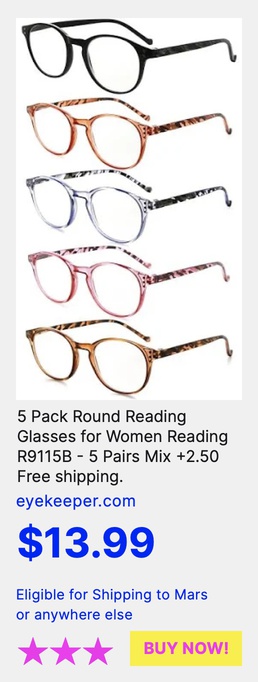 5 Pack Round Reading
Glasses for Women Reading
R9115B - 5 Pairs Mix +2.50
Free shipping.
eyekeeper.com
$13.99
Eligible for Shipping to Mars
or anywhere else
BUY NOW!